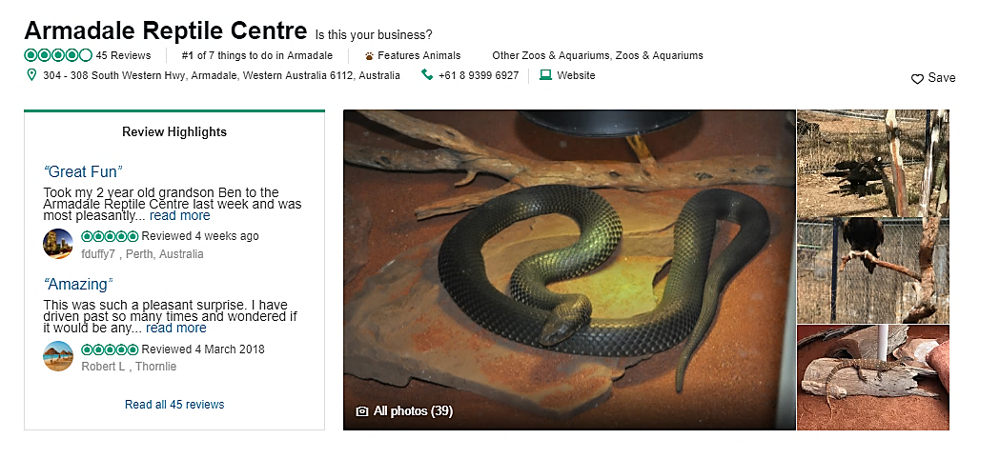 Armadale Reptile Centre Is this your business?
45 Reviews #1 of 7 things to do in Armadale Features Animals Other Zoos & Aquariums, Zoos & Aquariums
304 - 308 South Western Hwy, Armadale, Western Australia 6112, Australia +61 8 9399 6927 Website
Save
Review Highlights
“Great Fun”
Took my 2 year old grandson Ben to the
Armadale Reptile Centre last week and was
most pleasantly... read more
Reviewed 4 weeks ago
fduffy7 , Perth, Australia
“Amazing”
This was such a pleasant surprise. I have
driven past so many times and wondered if
it would be any... read more
Reviewed 4 March 2018
Robert L , Thornlie
Read all 45 reviews
All photos (39)